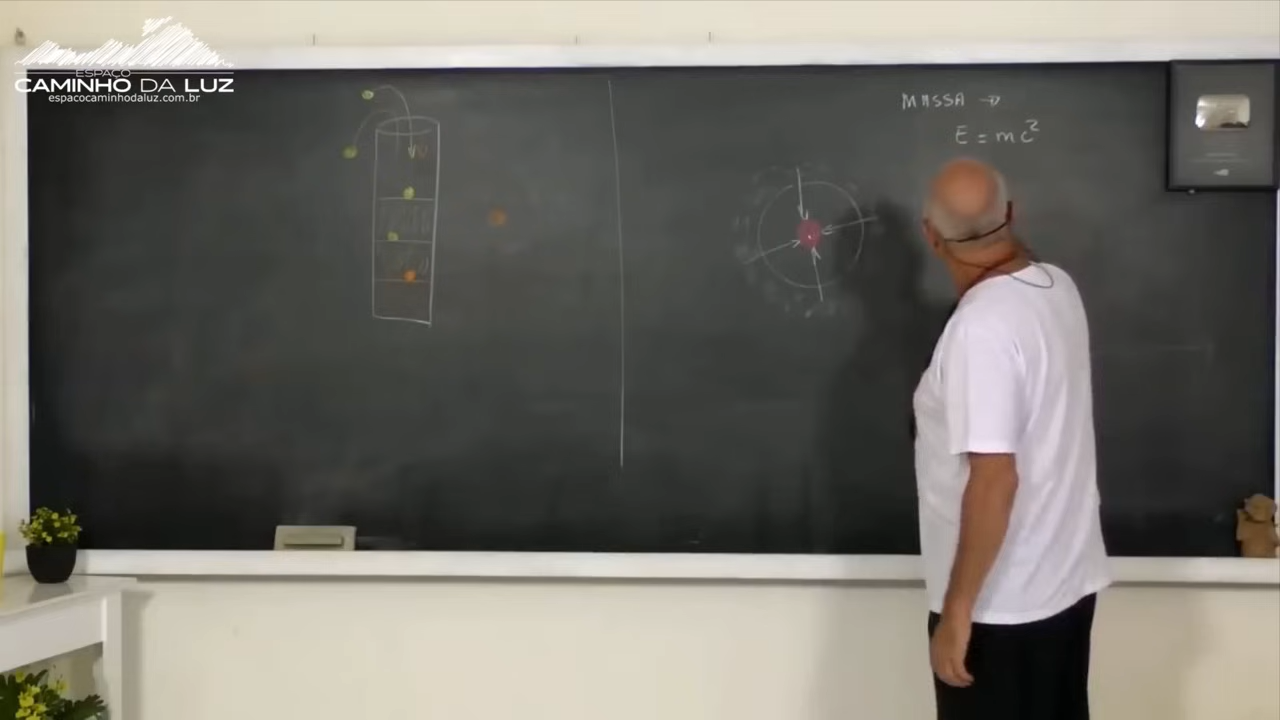 ESPAÇO
CAMINHO DA LUZ
espacocaminhodaluz.com.br
MASSA →
E = mc²